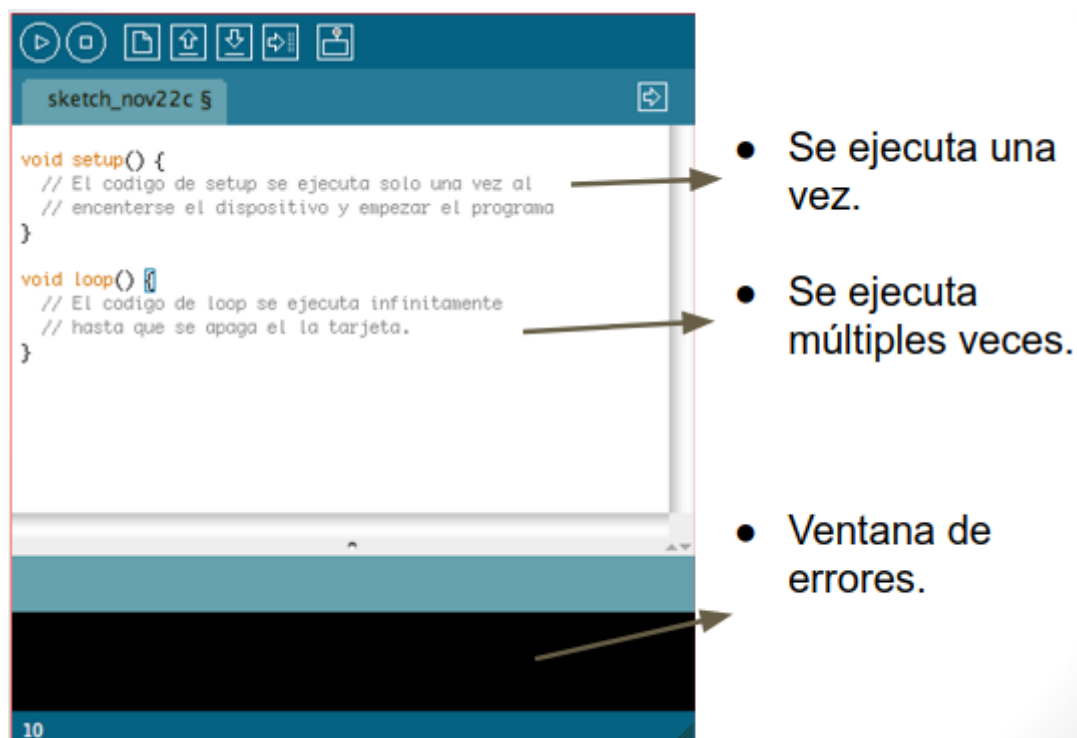 sketch_nov22c §
void setup() {
// El codigo de setup se ejecuta solo una vez al
// encenterse el dispositivo y empezar el programa
}
void loop() {
// El codigo de loop se ejecuta infinitamente
// hasta que se apaga el la tarjeta.
}
10
● Se ejecuta una
vez.
● Se ejecuta
múltiples veces.
● Ventana de
errores.